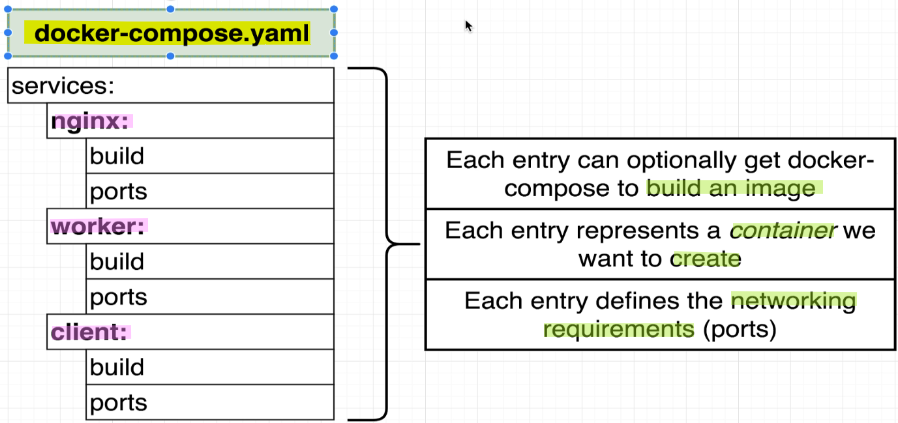 docker-compose.yaml
services:
nginx:
build
ports
worker:
build
ports
client:
build
ports
Each entry can optionally get docker-
compose to build an image
Each entry represents a container we
want to create
Each entry defines the networking
requirements (ports)